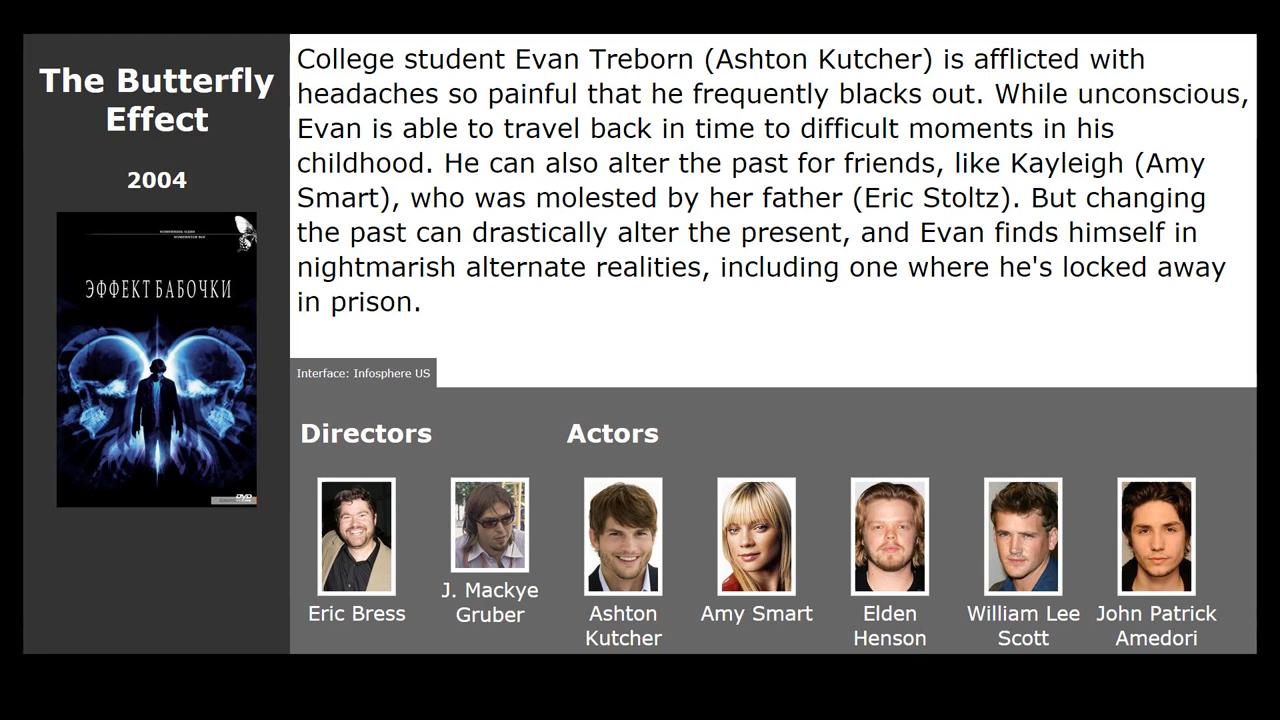 The Butterfly
Effect
2004
ЭФФЕКТ БАБОЧКИ
DVD
College student Evan Treborn (Ashton Kutcher) is afflicted with
headaches so painful that he frequently blacks out. While unconscious,
Evan is able to travel back in time to difficult moments in his
childhood. He can also alter the past for friends, like Kayleigh (Amy
Smart), who was molested by her father (Eric Stoltz). But changing
the past can drastically alter the present, and Evan finds himself in
nightmarish alternate realities, including one where he's locked away
in prison.
Interface: Infosphere US
Directors
Actors
Eric Bress
J. Mackye
Gruber
Ashton
Kutcher
Amy Smart
Elden
Henson
William Lee
Scott
John Patrick
Amedori